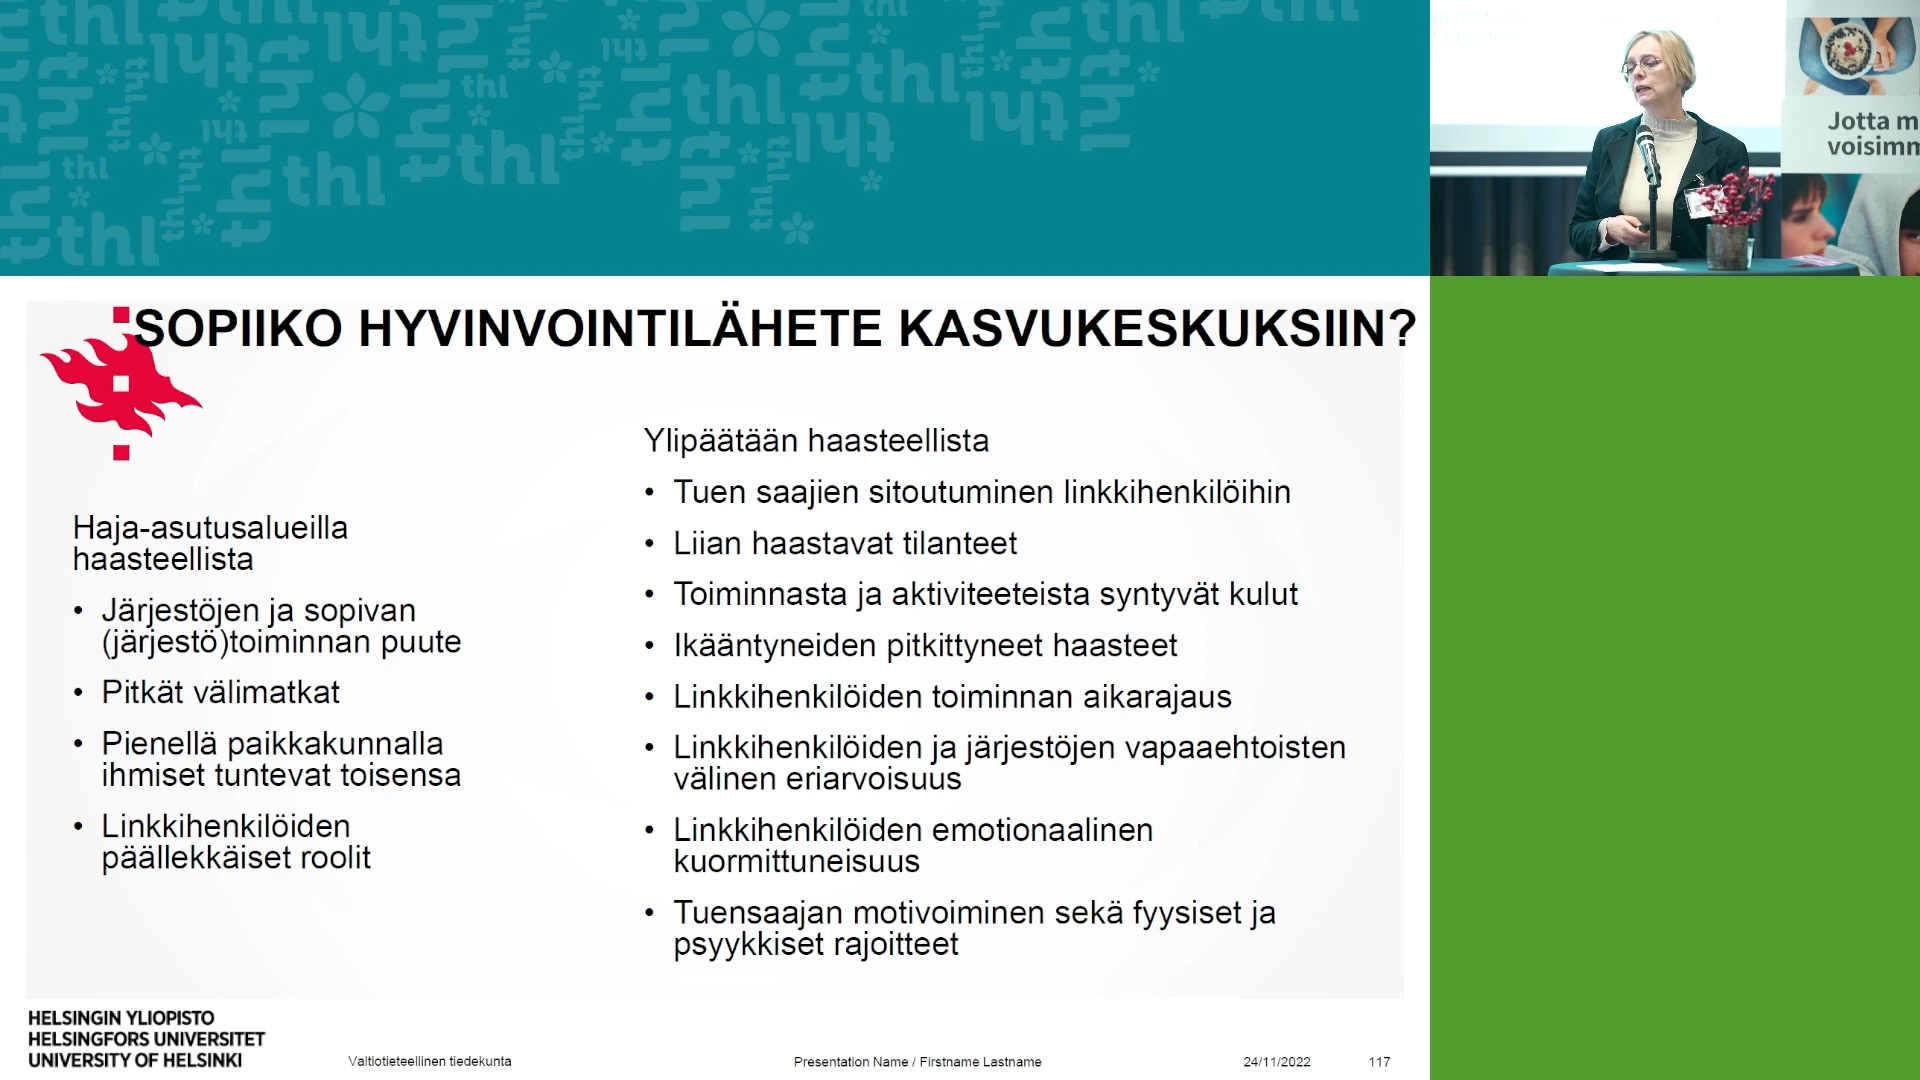 thl
Jotta m
voisimm
SOPIIKO HYVINVOINTILÄHETE KASVUKESKUKSIIN?
Haja-asutusalueilla
haasteellista
• Järjestöjen ja sopivan
(järjestö)toiminnan puute
• Pitkät välimatkat
• Pienellä paikkakunnalla
ihmiset tuntevat toisensa
• Linkkihenkilöiden
päällekkäiset roolit
Ylipäätään haasteellista
• Tuen saajien sitoutuminen linkkihenkilöihin
• Liian haastavat tilanteet
• Toiminnasta ja aktiviteeteista syntyvät kulut
• Ikääntyneiden pitkittyneet haasteet
• Linkkihenkilöiden toiminnan aikarajaus
• Linkkihenkilöiden ja järjestöjen vapaaehtoisten
välinen eriarvoisuus
• Linkkihenkilöiden emotionaalinen
kuormittuneisuus
• Tuensaajan motivoiminen sekä fyysiset ja
psyykkiset rajoitteet
HELSINGIN YLIOPISTO
HELSINGFORS UNIVERSITET
UNIVERSITY OF HELSINKI
Valtiotieteellinen tiedekunta
Presentation Name / Firstname Lastname
24/11/2022
117